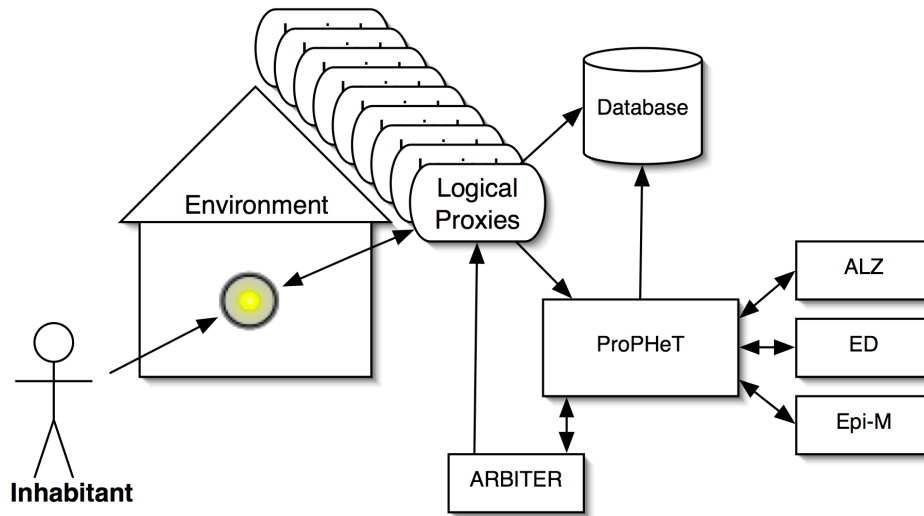 Database
Logical
Proxies
Environment
ALZ
ProPHeT
ED
Epi-M
ARBITER
Inhabitant